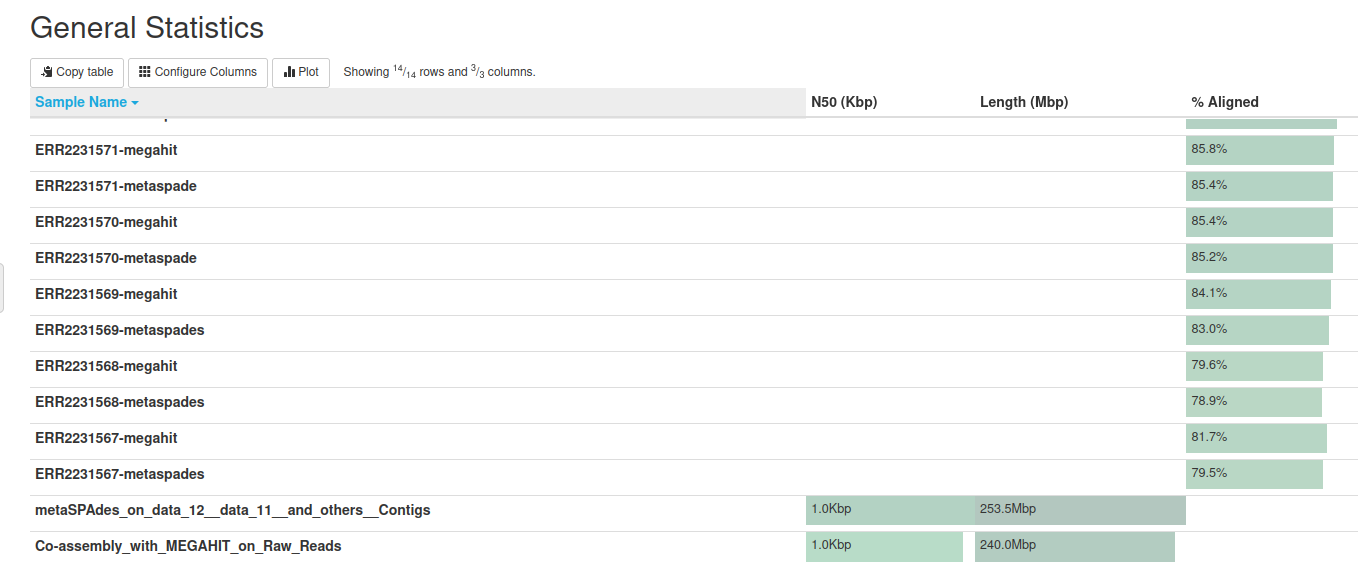 General Statistics
Copy table Configure Columns Plot Showing 14/14 rows and 3/3 columns.
Sample Name N50 (Kbp) Length (Mbp) % Aligned
ERR2231571-megahit 85.8%
ERR2231571-metaspade 85.4%
ERR2231570-megahit 85.4%
ERR2231570-metaspade 85.2%
ERR2231569-megahit 84.1%
ERR2231569-metaspades 83.0%
ERR2231568-megahit 79.6%
ERR2231568-metaspades 78.9%
ERR2231567-megahit 81.7%
ERR2231567-metaspades 79.5%
metaSPAdes_on_data_12__data_11__and_others__Contigs 1.0Kbp 253.5Mbp
Co-assembly_with_MEGAHIT_on_Raw_Reads 1.0Kbp 240.0Mbp